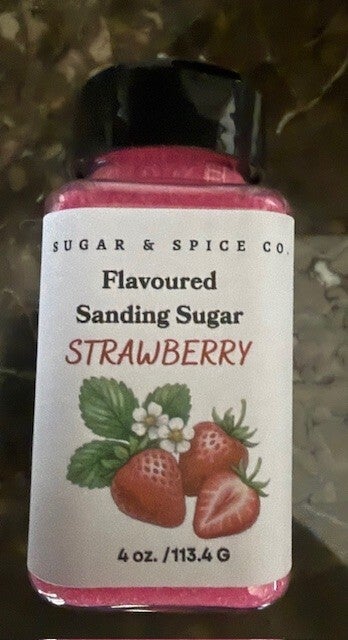 SUGAR & SPICE CO.
Flavoured
Sanding Sugar
STRAWBERRY
4 oz. /113.4 G